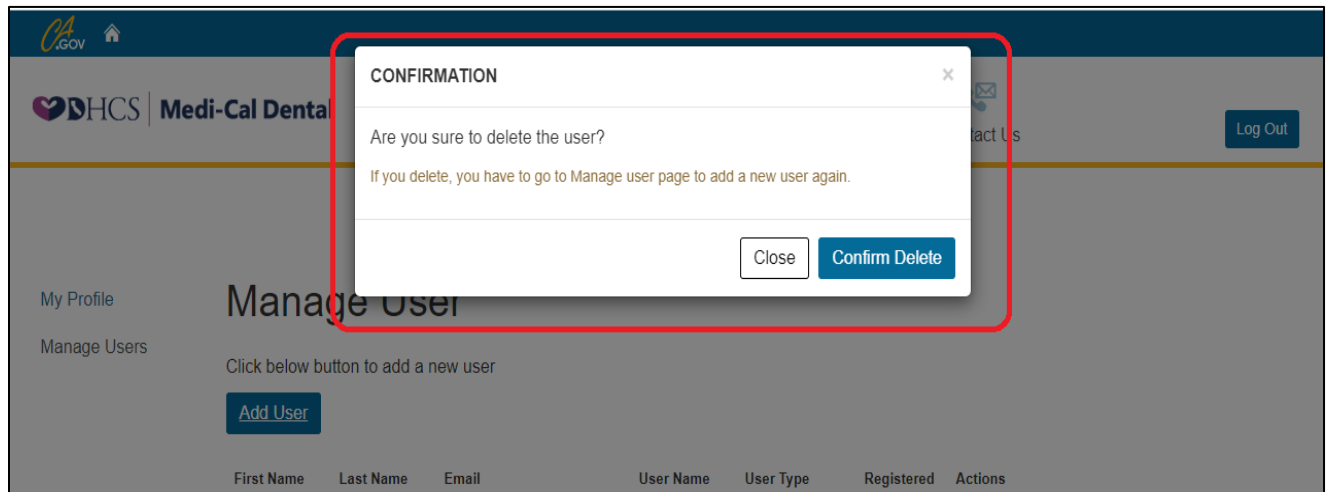 CA.GOV
CONFIRMATION ×
DHCS Medi-Cal Dental
tact Us
Log Out
Are you sure to delete the user?
If you delete, you have to go to Manage user page to add a new user again.
Close Confirm Delete
My Profile
Manage Users
Manage User
Click below button to add a new user
Add User
First Name Last Name Email User Name User Type Registered Actions